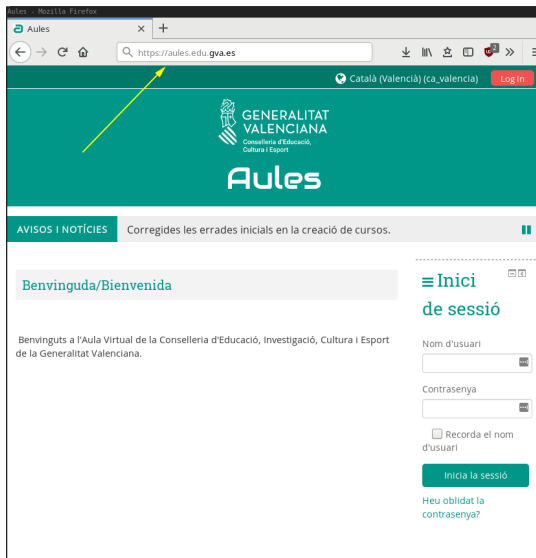 Aules - Mozilla Firefox
Aules
https://aules.edu.gva.es
Català (Valencià) (ca_valencia)
Log In
GENERALITAT
VALENCIANA
Conselleria d'Educació,
Cultura i Esport
Aules
AVISOS I NOTÍCIES
Corregides les errades inicials en la creació de cursos.
Benvinguda/Bienvenida
Benvinguts a l'Aula Virtual de la Conselleria d'Educació, Investigació, Cultura i Esport
de la Generalitat Valenciana.
Inici
de sessió
Nom d'usuari
Contrasenya
Recorda el nom
d'usuari
Inicia la sessió
Heu oblidat la
contrasenya?